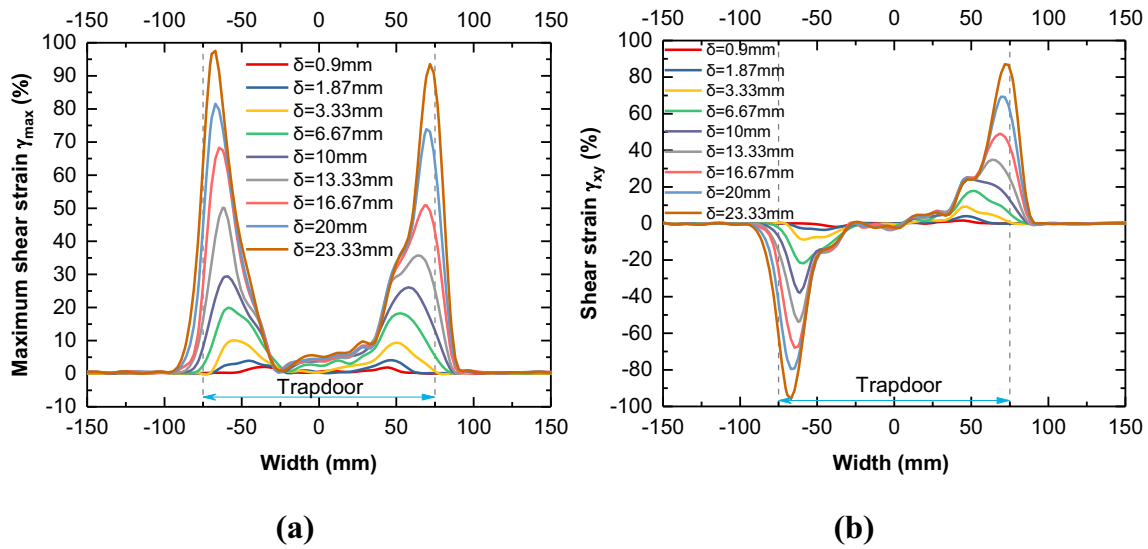 -150 -100 -50 0 50 100 150
100
90
80
70
60
50
40
30
20
10
0
-10
Maximum shear strain γmax (%)
δ=0.9mm
δ=1.87mm
δ=3.33mm
δ=6.67mm
δ=10mm
δ=13.33mm
δ=16.67mm
δ=20mm
δ=23.33mm
Trapdoor
-150 -100 -50 0 50 100 150
Width (mm)
(a)
-150 -100 -50 0 50 100 150
100
80
60
40
20
0
-20
-40
-60
-80
-100
Shear strain γxy (%)
δ=0.9mm
δ=1.87mm
δ=3.33mm
δ=6.67mm
δ=10mm
δ=13.33mm
δ=16.67mm
δ=20mm
δ=23.33mm
Trapdoor
-150 -100 -50 0 50 100 150
Width (mm)
(b)